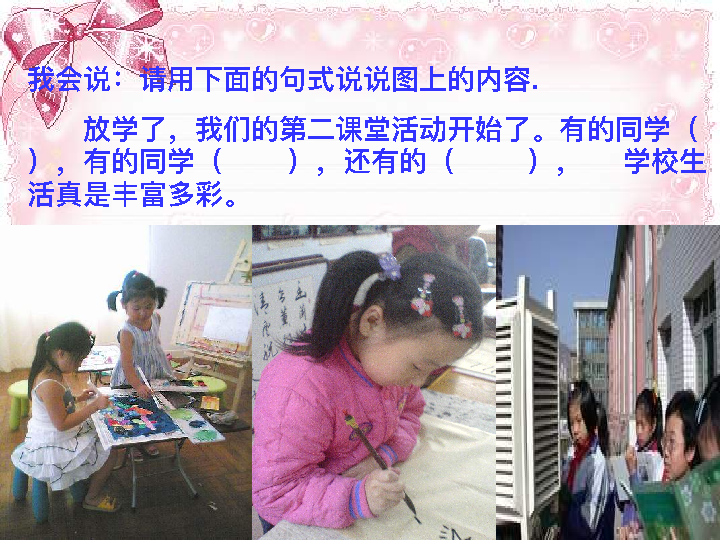 我会说：请用下面的句式说说图上的内容.
放学了，我们的第二课堂活动开始了。有的同学（
），有的同学（　　），还有的（　　），　学校生
活真是丰富多彩。